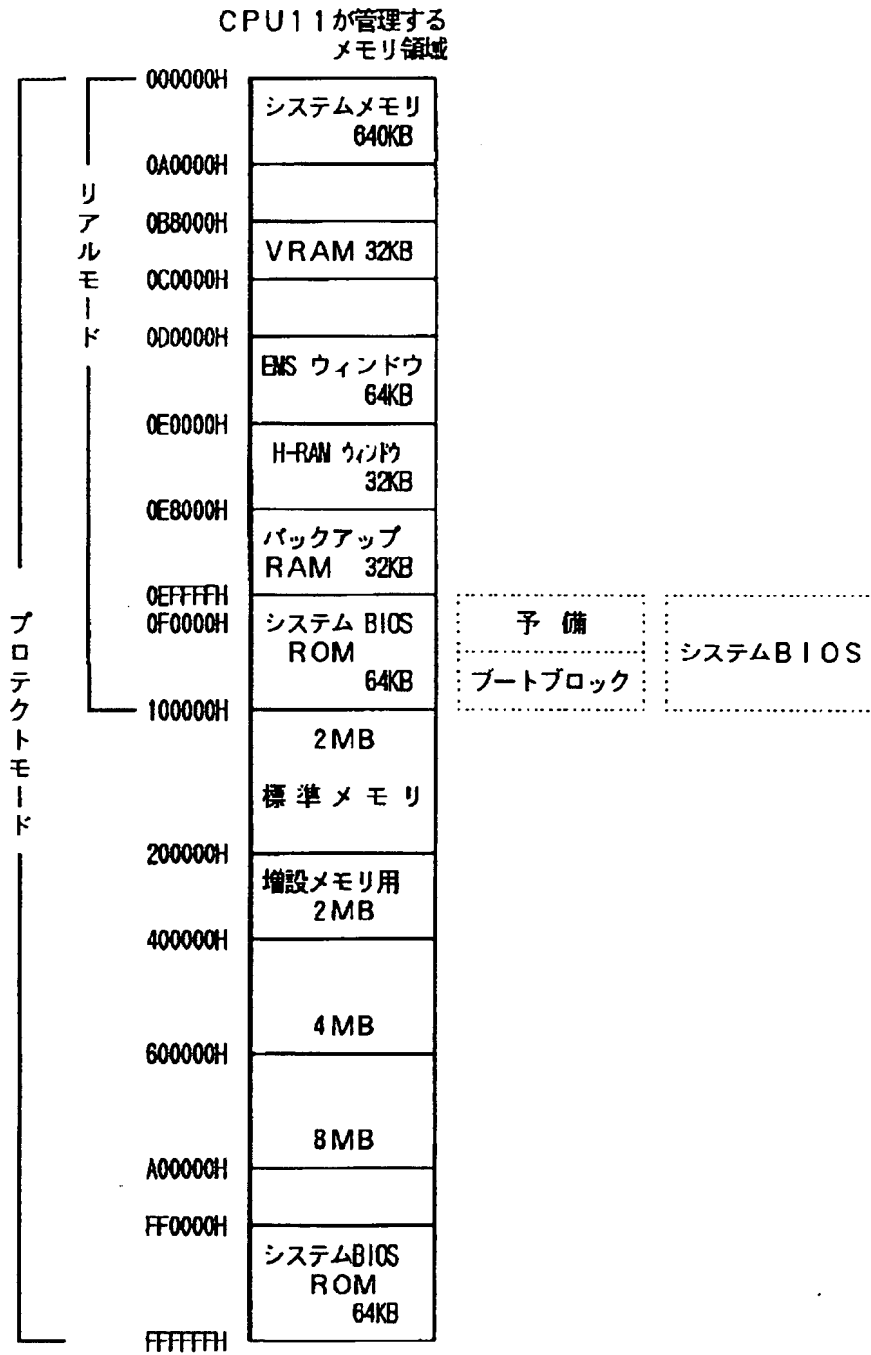 CPU11が管理する
メモリ領域
000000H
システムメモリ
640KB
0A0000H
0B8000H
VRAM 32KB
0C0000H
0D0000H
EMS ウィンドウ
64KB
0E0000H
H-RAM ウィンドウ
32KB
0E8000H
バックアップ
RAM 32KB
0EFFFFH
0F0000H
システム BIOS
ROM
64KB
予備
ブートブロック
システムBIOS
100000H
2MB
標準メモリ
200000H
増設メモリ用
2MB
400000H
4MB
600000H
8MB
A00000H
FF0000H
システムBIOS
ROM
64KB
FFFFFFH
リアルモード
プロテクトモード